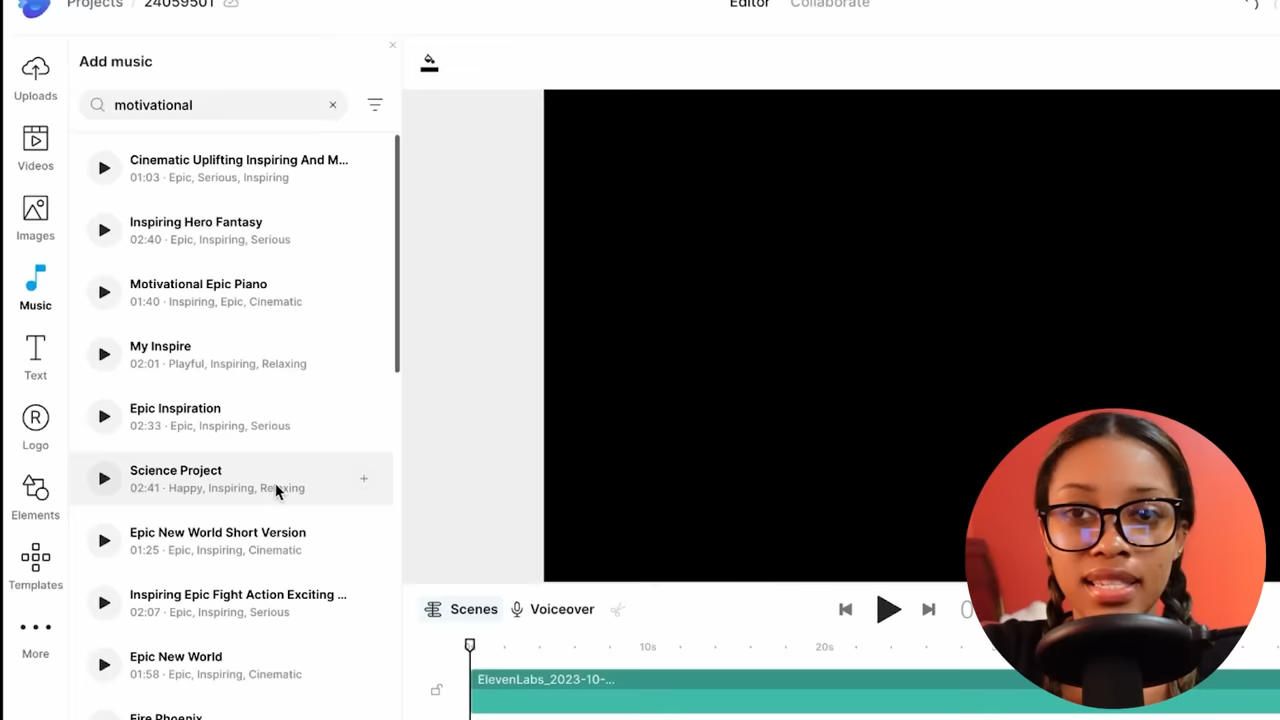 Projects / 24059501
Editor
Collaborate
Add music
motivational
Uploads
Videos
Images
Music
Text
R
Logo
Elements
Templates
More
Cinematic Uplifting Inspiring And M...
01:03 · Epic, Serious, Inspiring
Inspiring Hero Fantasy
02:40 · Epic, Inspiring, Serious
Motivational Epic Piano
01:40 · Inspiring, Epic, Cinematic
My Inspire
02:01 · Playful, Inspiring, Relaxing
Epic Inspiration
02:33 · Epic, Inspiring, Serious
Science Project
02:41 · Happy, Inspiring, Relaxing
Epic New World Short Version
01:25 · Epic, Inspiring, Cinematic
Inspiring Epic Fight Action Exciting ...
02:07 · Epic, Inspiring, Serious
Epic New World
01:58 · Epic, Inspiring, Cinematic
Fire Phoenix
Scenes
Voiceover
10s
20s
ElevenLabs_2023-10-...